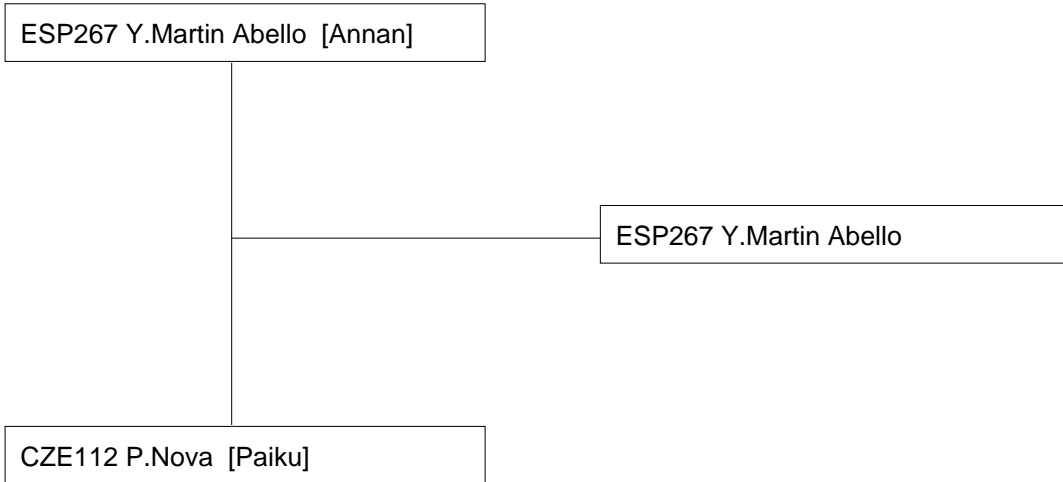 ESP267 Y.Martin Abello [Annan]
ESP267 Y.Martin Abello
CZE112 P.Nova [Paiku]